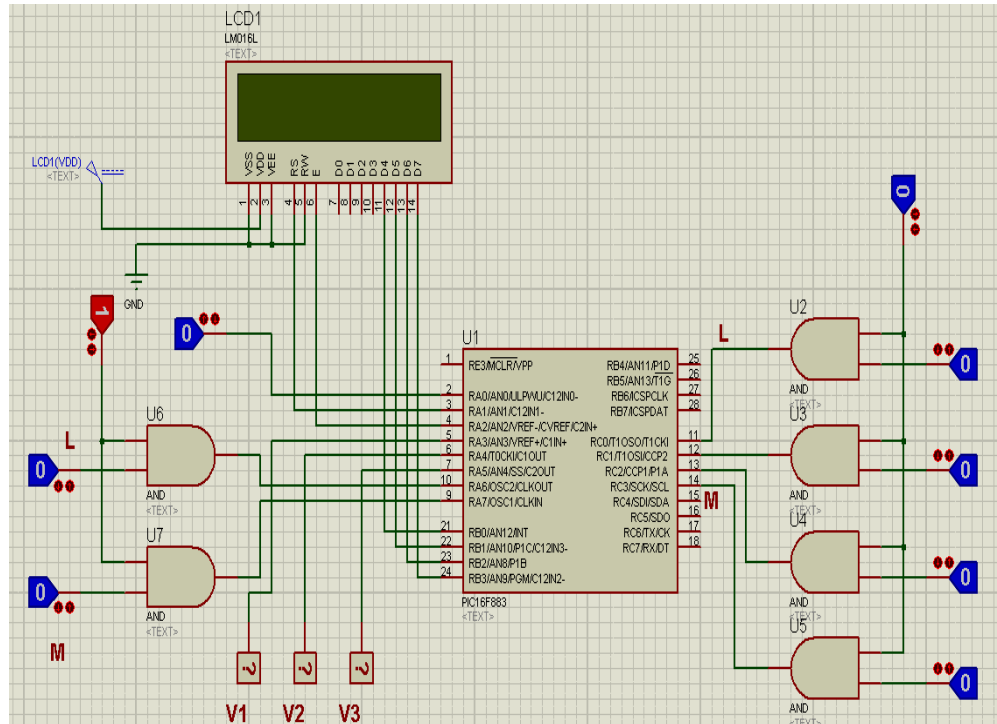 LCD1
LM016L
<TEXT>
VSS
VDD
VEE
RS
RW
E
D0
D1
D2
D3
D4
D5
D6
D7
1
2
3
4
5
6
7
8
9
10
11
12
13
14
LCD1(VDD)
<TEXT>
GND
1
0
0
U1
1
RE3/MCLR/VPP
2
RA0/AN0/ULPWU/C12IN0-
3
RA1/AN1/C12IN1-
4
RA2/AN2/VREF-/CVREF/C2IN+
5
RA3/AN3/VREF+/C1IN+
6
RA4/T0CKI/C1OUT
7
RA5/AN4/SS/C2OUT
10
RA6/OSC2/CLKOUT
9
RA7/OSC1/CLKIN
21
RB0/AN12/INT
22
RB1/AN10/P1C/C12IN3-
23
RB2/AN8/P1B
24
RB3/AN9/PGM/C12IN2-
RB4/AN11/P1D
25
RB5/AN13/T1G
26
RB6/ICSPCLK
27
RB7/ICSPDAT
28
RC0/T1OSO/T1CKI
11
RC1/T1OSI/CCP2
12
RC2/CCP1/P1A
13
RC3/SCK/SCL
14
RC4/SDI/SDA
15
RC5/SDO
16
RC6/TX/CK
17
RC7/RX/DT
18
PIC16F883
<TEXT>
L
M
U2
0
AND
<TEXT>
U3
0
AND
<TEXT>
U4
0
AND
<TEXT>
U5
0
AND
<TEXT>
U6
L
0
AND
<TEXT>
U7
0
AND
<TEXT>
M
?
?
?
V1 V2 V3